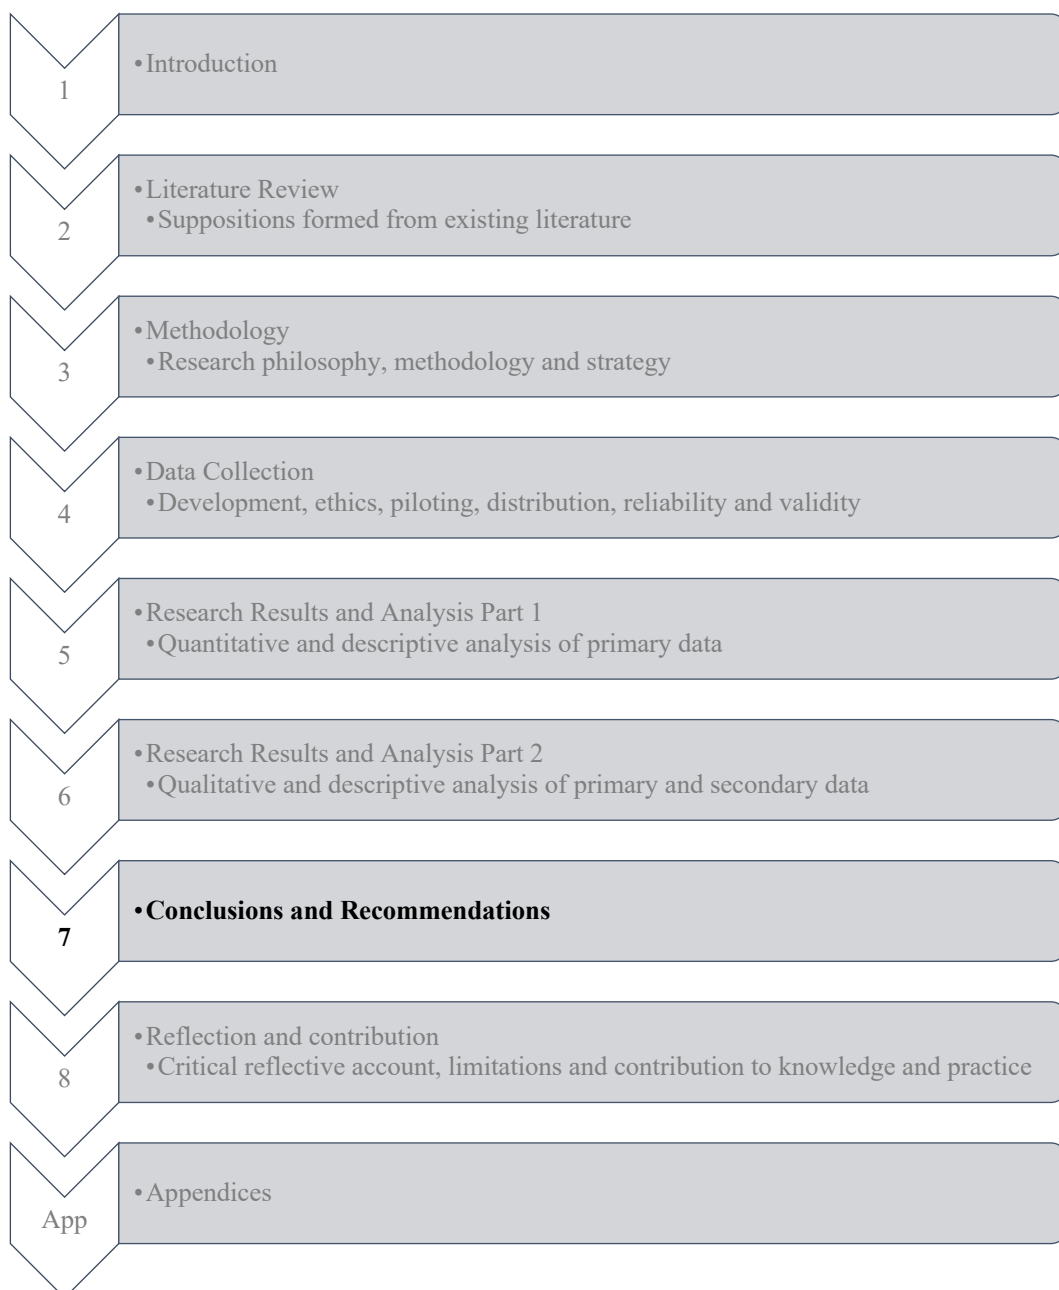 1
•Introduction
2
•Literature Review
•Suppositions formed from existing literature
3
•Methodology
•Research philosophy, methodology and strategy
4
•Data Collection
•Development, ethics, piloting, distribution, reliability and validity
5
•Research Results and Analysis Part 1
•Quantitative and descriptive analysis of primary data
6
•Research Results and Analysis Part 2
•Qualitative and descriptive analysis of primary and secondary data
7
•Conclusions and Recommendations
8
•Reflection and contribution
•Critical reflective account, limitations and contribution to knowledge and practice
App
•Appendices